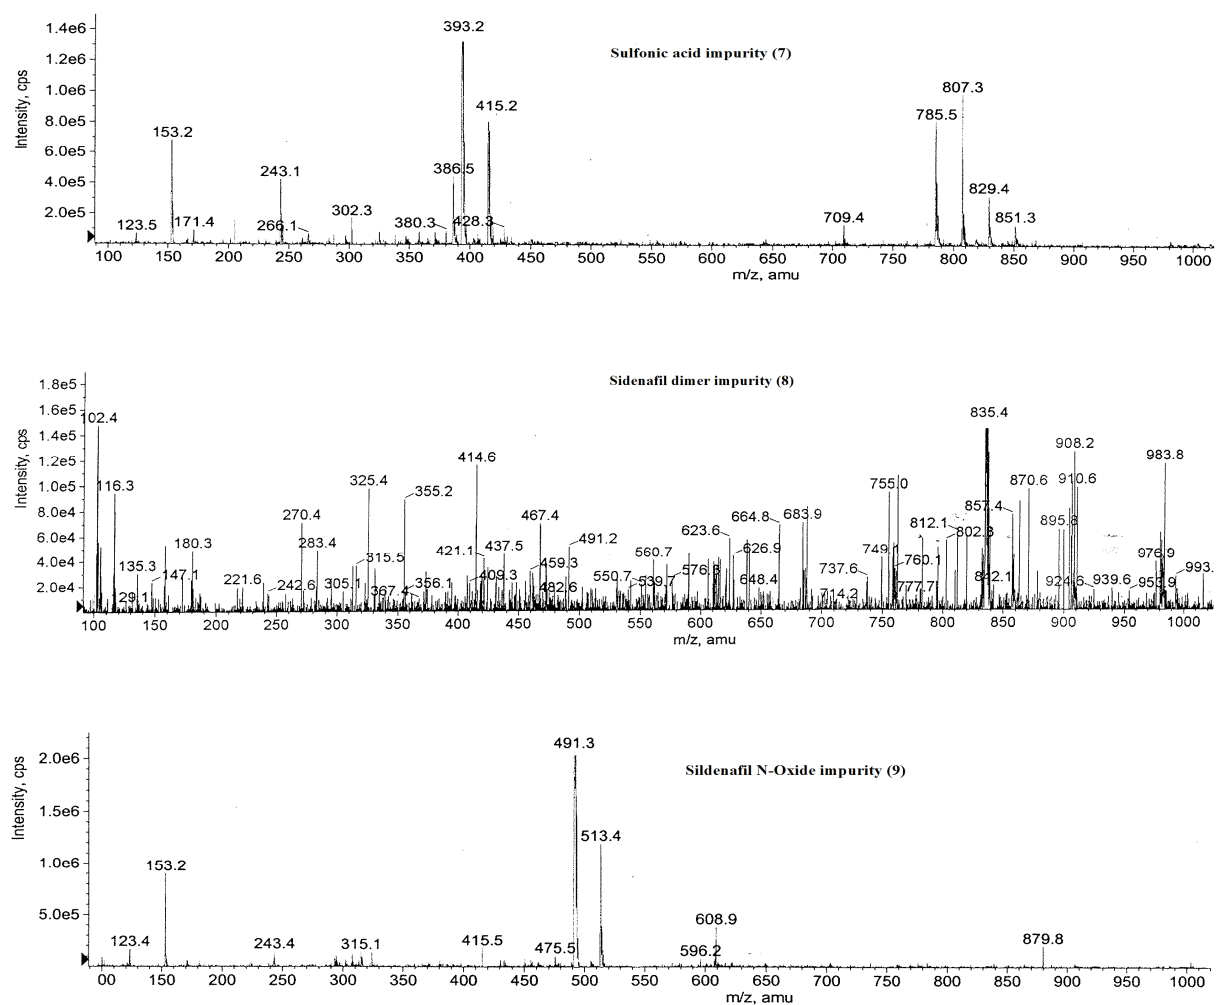 1.4e6
393.2
1.2e6
Sulfonic acid impurity (7)
1.0e6
807.3
415.2
8.0e5
785.5
Intensity, cps
153.2
6.0e5
243.1
386.5
4.0e5
302.3
829.4
2.0e5
123.5
171.4
266.1
380.3
428.3
709.4
851.3
100 150 200 250 300 350 400 450 500 550 600 650 700 750 800 850 900 950 1000
m/z, amu
Sidenafil dimer impurity (8)
1.8e5
1.6e5
102.4
835.4
1.4e5
414.6
908.2
983.8
1.2e5
Intensity, cps
116.3
325.4
355.2
755.0
870.6
910.6
1.0e5
270.4
467.4
664.8
683.9
857.4
8.0e4
623.6
812.1
802.3
895.8
6.0e4
180.3
283.4
421.1
437.5
491.2
560.7
626.9
749.1
976.9
4.0e4
135.3
147.1
315.5
459.3
576.3
737.6
760.1
993.
2.0e4
29.1
221.6
242.6
305.1
367.4
356.1
409.3
482.6
550.7
539.7
648.4
714.2
777.7
842.1
924.6
939.6
953.9
100 150 200 250 300 350 400 450 500 550 600 650 700 750 800 850 900 950 1000
m/z, amu
491.3
2.0e6
Sildenafil N-Oxide impurity (9)
1.5e6
Intensity, cps
513.4
1.0e6
153.2
5.0e5
608.9
123.4
243.4
315.1
415.5
475.5
596.2
879.8
00 150 200 250 300 350 400 450 500 550 600 650 700 750 800 850 900 950 1000
m/z, amu